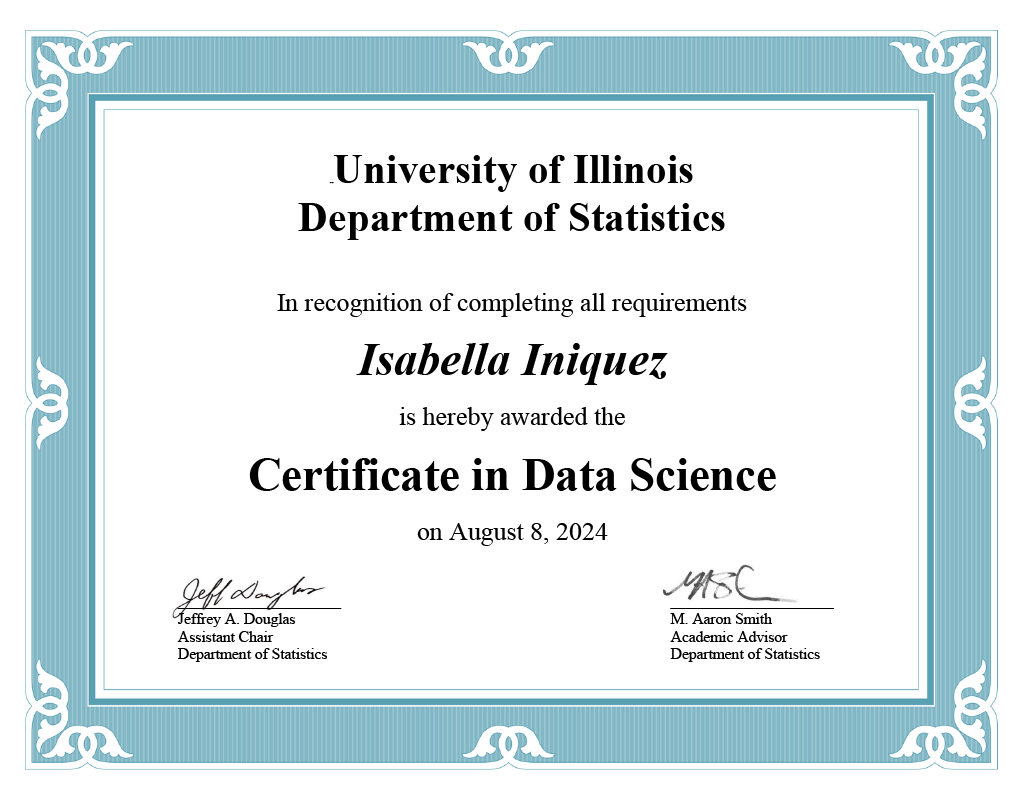 University of Illinois
Department of Statistics
In recognition of completing all requirements
Isabella Iniquez
is hereby awarded the
Certificate in Data Science
on August 8, 2024
Jeff Douglas
Jeffrey A. Douglas
Assistant Chair
Department of Statistics
M. Aaron Smith
Academic Advisor
Department of Statistics